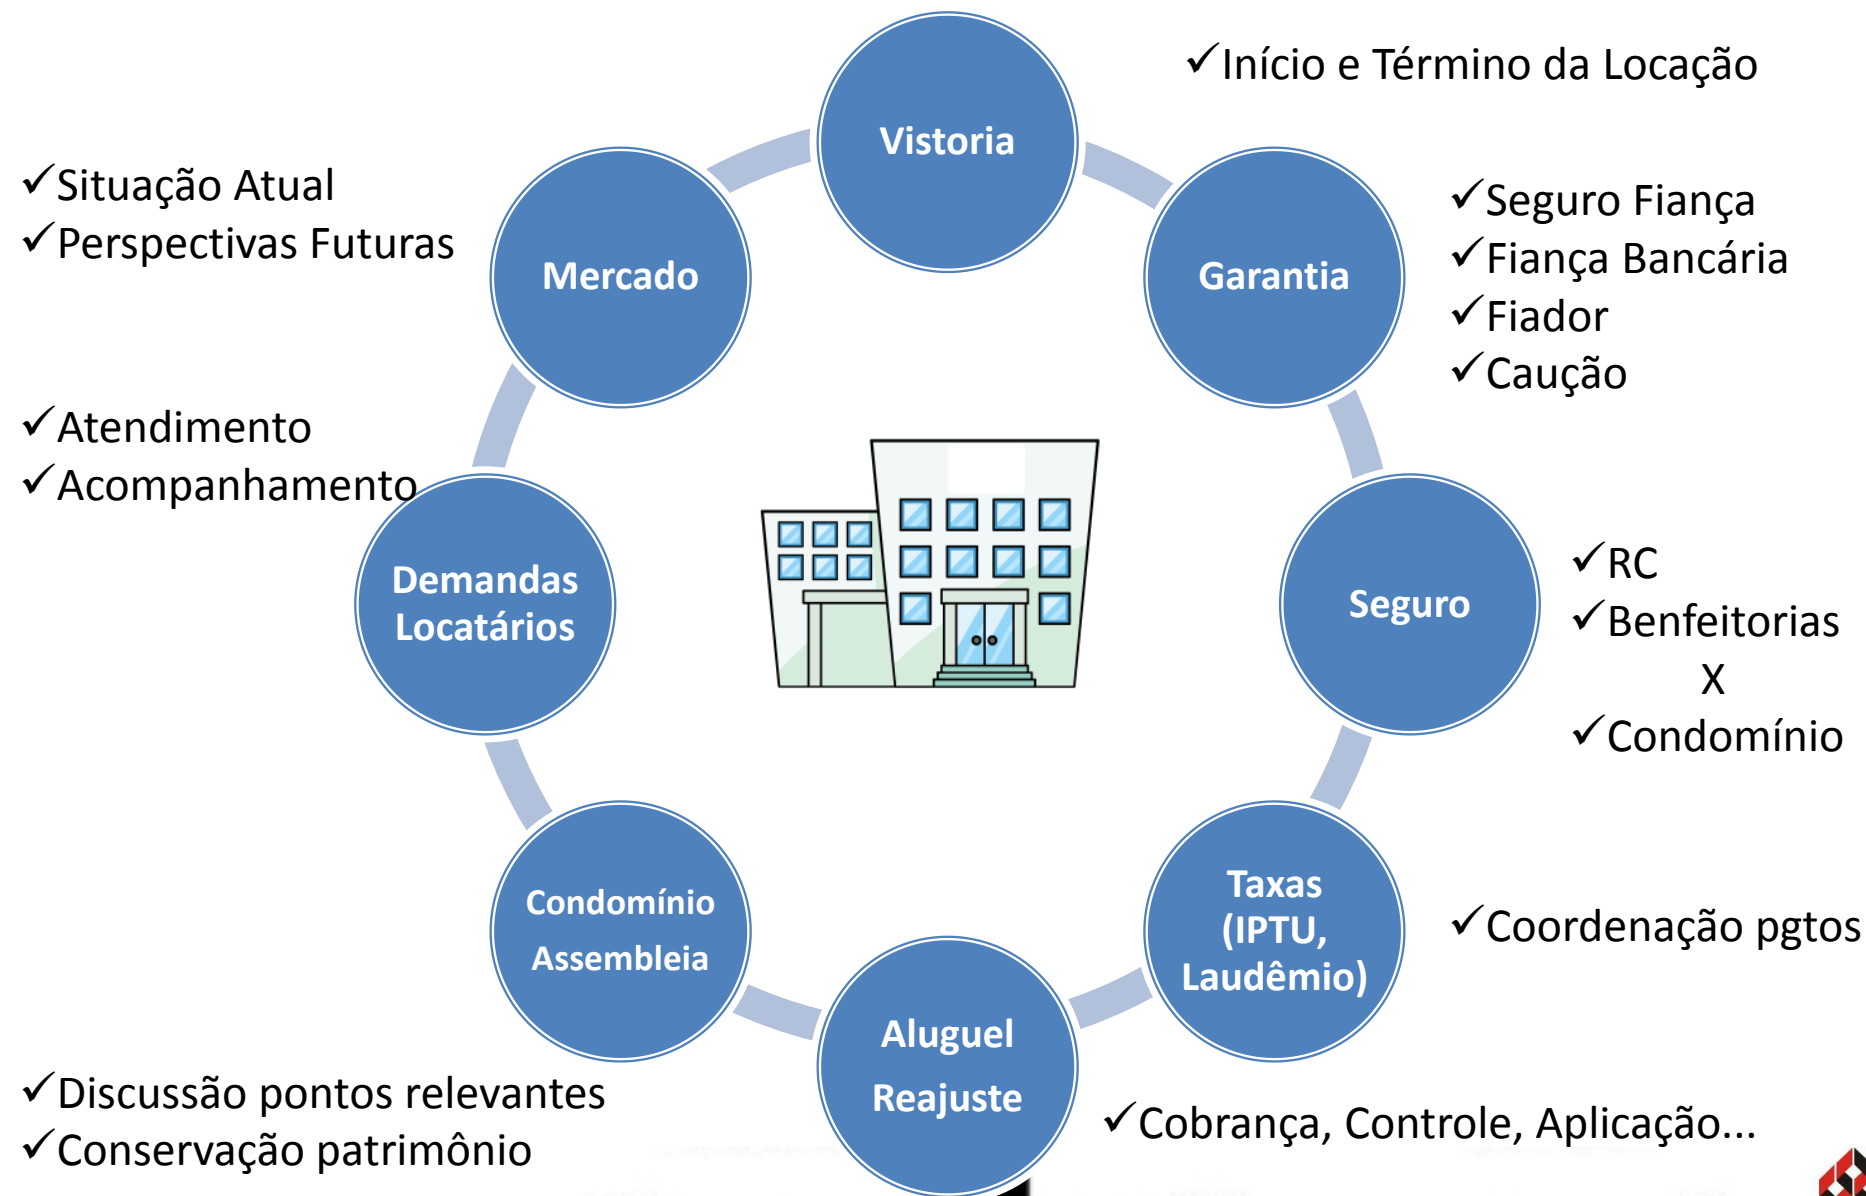 Vistoria
✓Início e Término da Locação
Garantia
✓Seguro Fiança
✓Fiança Bancária
✓Fiador
✓Caução
Seguro
✓RC
✓Benfeitorias
X
✓Condomínio
Taxas
(IPTU,
Laudêmio)
✓Coordenação pgtos
Aluguel
Reajuste
✓Cobrança, Controle, Aplicação...
Condomínio
Assembleia
✓Discussão pontos relevantes
✓Conservação patrimônio
Demandas
Locatários
✓Atendimento
✓Acompanhamento
Mercado
✓Situação Atual
✓Perspectivas Futuras